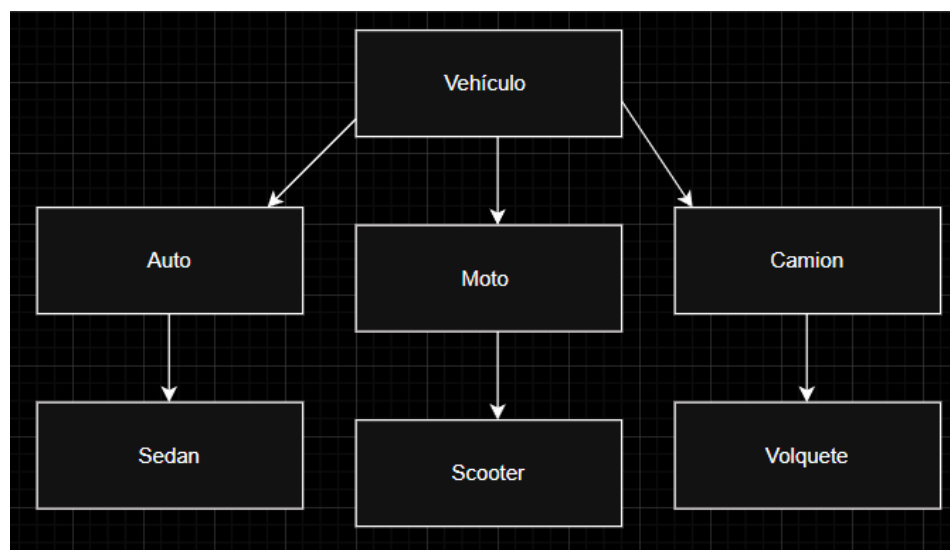 Vehículo
Auto
Moto
Camion
Sedan
Scooter
Volquete